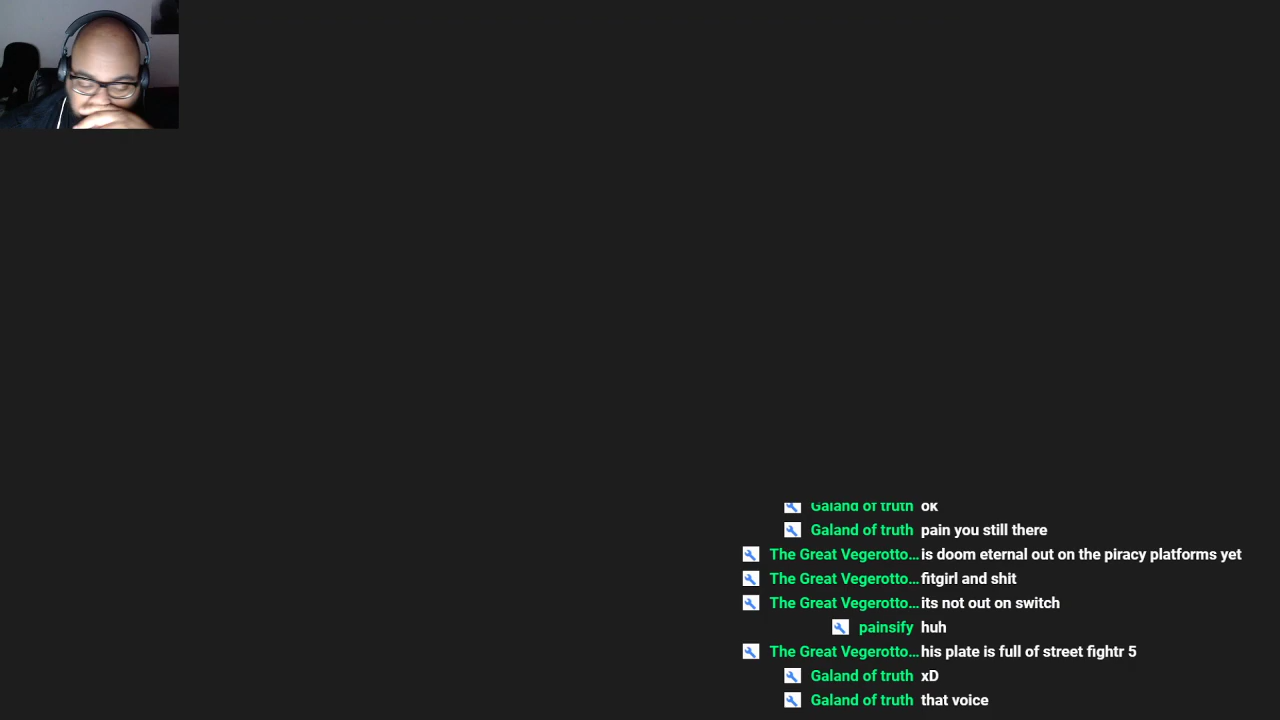 Galand of truth ok
Galand of truth pain you still there
The Great Vegerotto... is doom eternal out on the piracy platforms yet
The Great Vegerotto... fitgirl and shit
The Great Vegerotto... its not out on switch
painsify huh
The Great Vegerotto... his plate is full of street fightr 5
Galand of truth xD
Galand of truth that voice